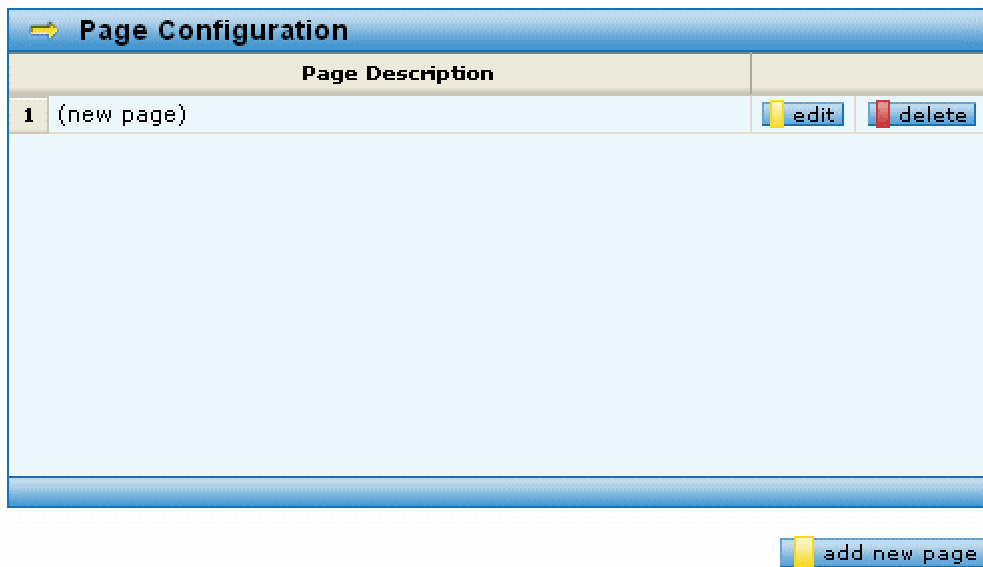 Page Configuration
Page Description
1 (new page) edit delete
add new page